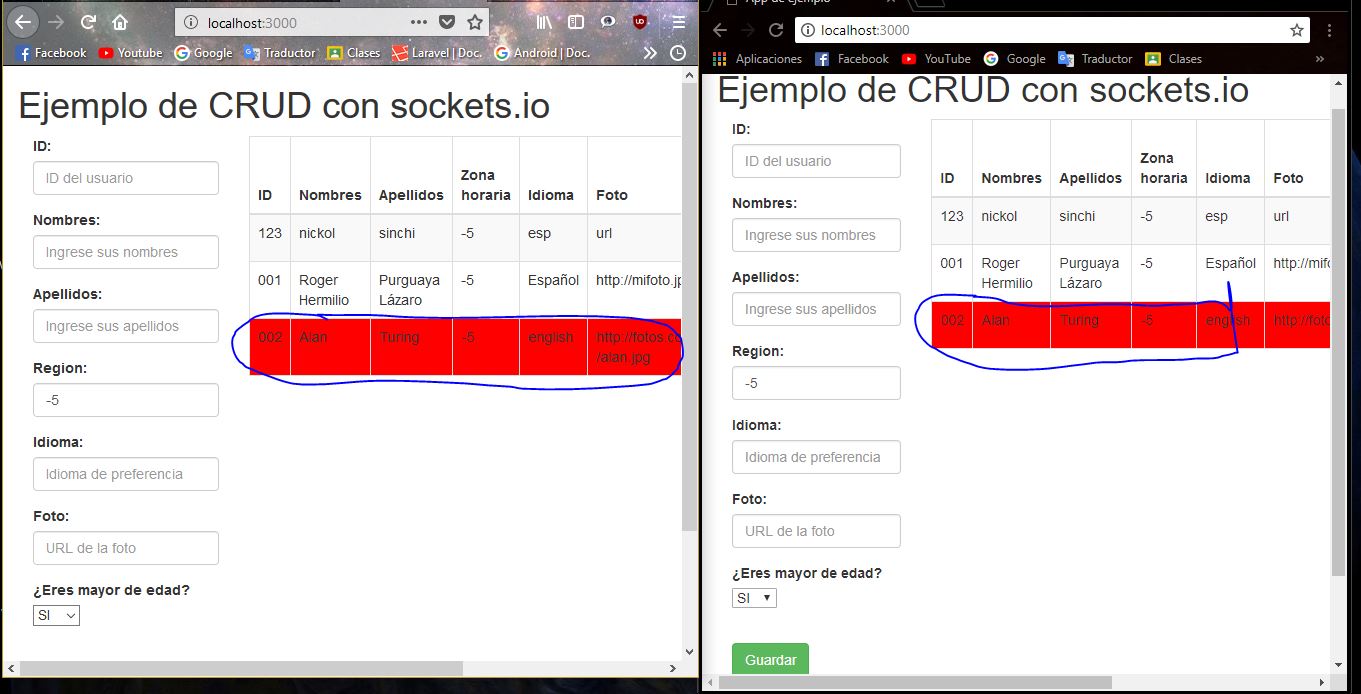 localhost:3000
Facebook Youtube Google Traductor Clases Laravel | Doc. Android | Doc.
Ejemplo de CRUD con sockets.io
ID:
ID del usuario
Nombres:
Ingrese sus nombres
Apellidos:
Ingrese sus apellidos
Region:
-5
Idioma:
Idioma de preferencia
Foto:
URL de la foto
¿Eres mayor de edad?
SI
ID Nombres Apellidos Zona horaria Idioma Foto
123 nickol sinchi -5 esp url
001 Roger Hermilio Purguaya Lázaro -5 Español http://mifoto.jp
002 Alan Turing -5 english http://fotos.co /alan.jpg
App de ejemplo
localhost:3000
Aplicaciones Facebook YouTube Google Traductor Clases
Ejemplo de CRUD con sockets.io
ID:
ID del usuario
Nombres:
Ingrese sus nombres
Apellidos:
Ingrese sus apellidos
Region:
-5
Idioma:
Idioma de preferencia
Foto:
URL de la foto
¿Eres mayor de edad?
SI
Guardar
ID Nombres Apellidos Zona horaria Idioma Foto
123 nickol sinchi -5 esp url
001 Roger Hermilio Purguaya Lázaro -5 Español http://mifo
002 Alan Turing -5 english http://foto